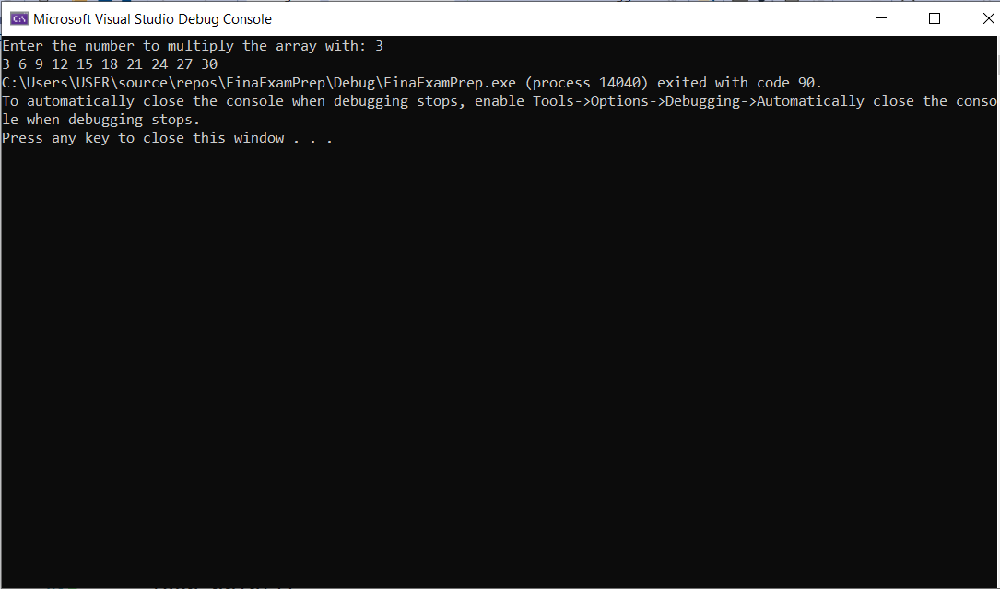 Microsoft Visual Studio Debug Console
Enter the number to multiply the array with: 3
3 6 9 12 15 18 21 24 27 30
C:\Users\USER\source\repos\FinaExamPrep\Debug\FinaExamPrep.exe (process 14040) exited with code 90.
To automatically close the console when debugging stops, enable Tools->Options->Debugging->Automatically close the conso
le when debugging stops.
Press any key to close this window . . .